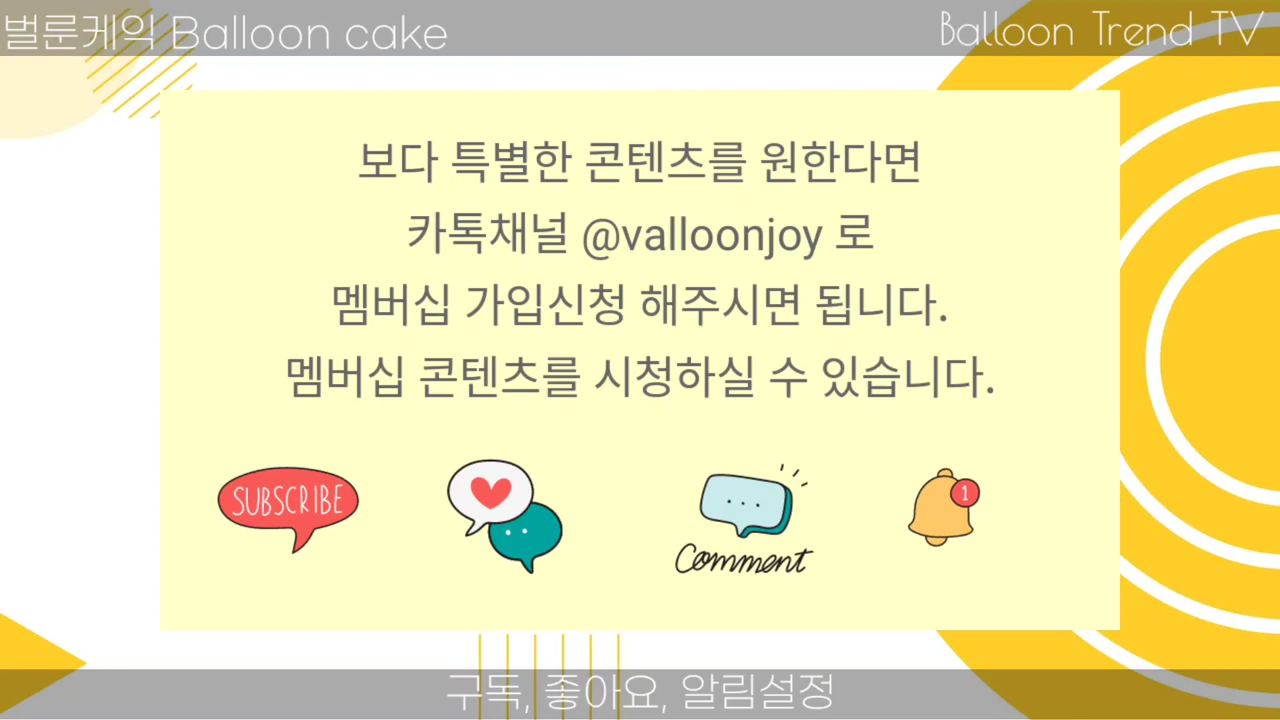 벌룬케익 Balloon cake
Balloon Trend TV
보다 특별한 콘텐츠를 원한다면
카톡채널 @valloonjoy 로
멤버십 가입신청 해주시면 됩니다.
멤버십 콘텐츠를 시청하실 수 있습니다.
SUBSCRIBE
Comment
1
구독, 좋아요, 알림설정